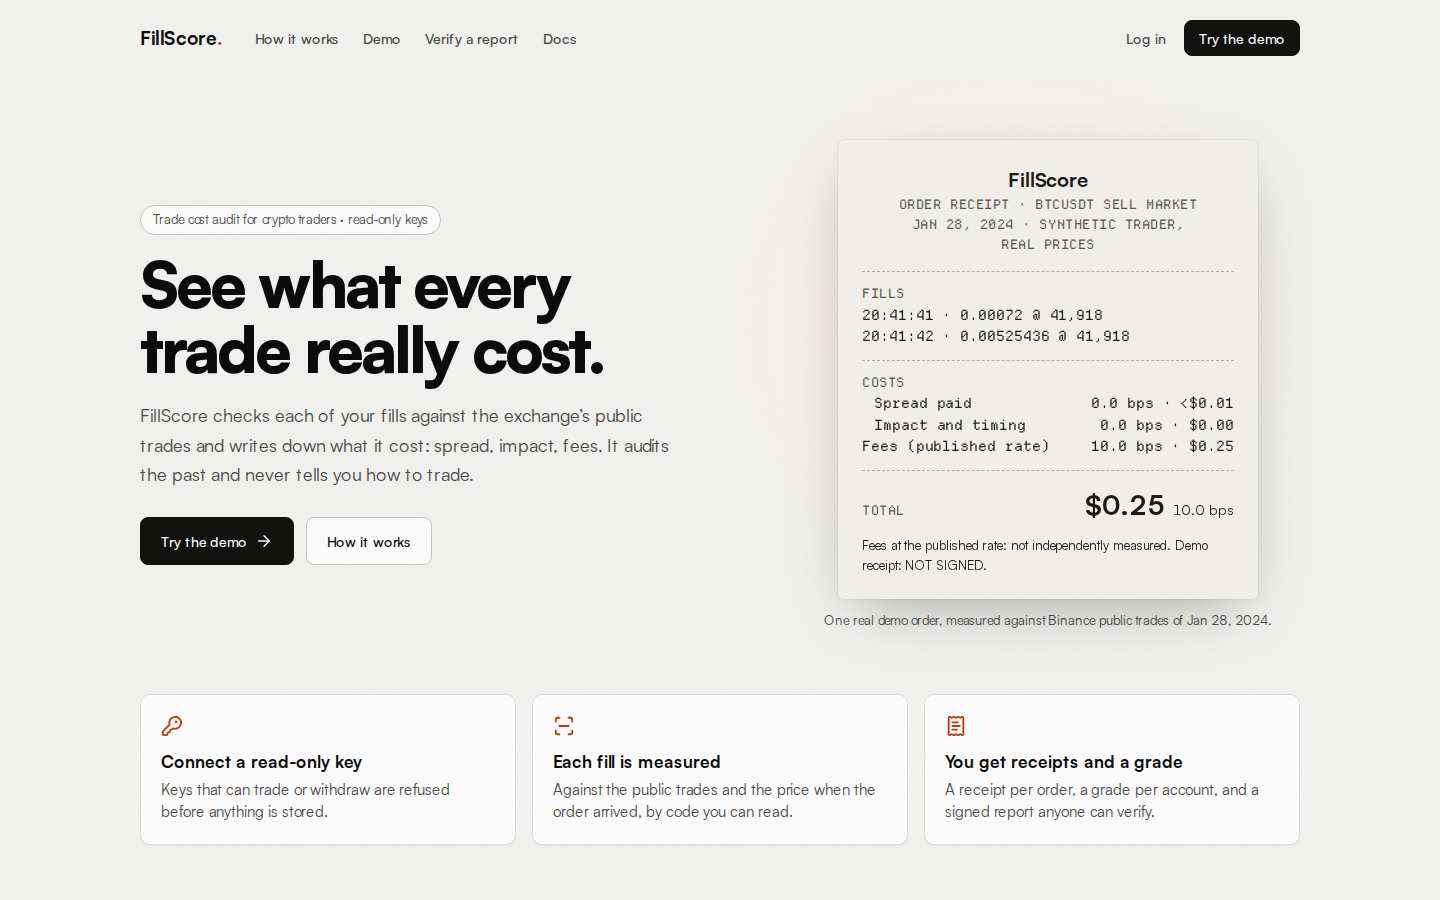 FillScore.
How it works
Demo
Verify a report
Docs
Log in
Try the demo
Trade cost audit for crypto traders · read-only keys
See what every
trade really cost.
FillScore checks each of your fills against the exchange’s public
trades and writes down what it cost: spread, impact, fees. It audits
the past and never tells you how to trade.
Try the demo
How it works
FillScore
ORDER RECEIPT · BTCUSDT SELL MARKET
JAN 28, 2024 · SYNTHETIC TRADER,
REAL PRICES
FILLS
20:41:41 · 0.00072 @ 41,918
20:41:42 · 0.00525436 @ 41,918
COSTS
Spread paid 0.0 bps · <$0.01
Impact and timing 0.0 bps · $0.00
Fees (published rate) 10.0 bps · $0.25
TOTAL $0.25 10.0 bps
Fees at the published rate: not independently measured. Demo
receipt: NOT SIGNED.
One real demo order, measured against Binance public trades of Jan 28, 2024.
Connect a read-only key
Keys that can trade or withdraw are refused
before anything is stored.
Each fill is measured
Against the public trades and the price when the
order arrived, by code you can read.
You get receipts and a grade
A receipt per order, a grade per account, and a
signed report anyone can verify.